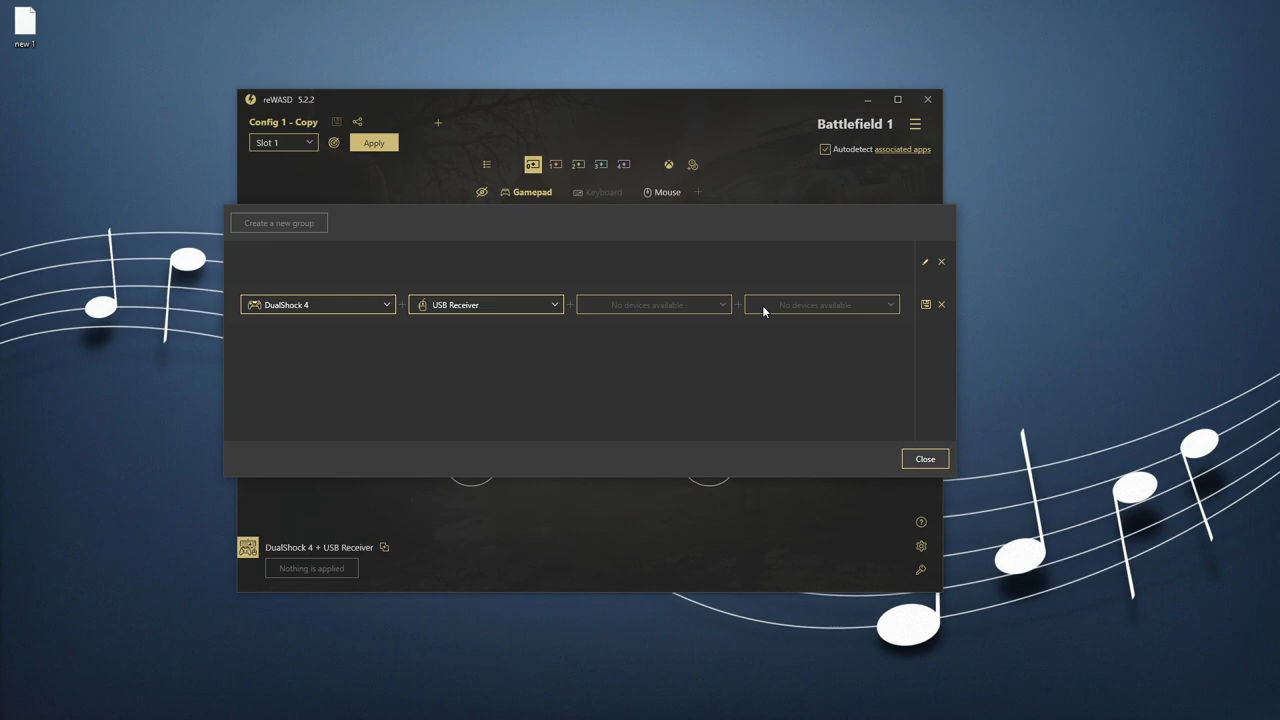 new 1
reWASD 5.2.2
Config 1 - Copy
Battlefield 1
Slot 1
Apply
Autodetect associated apps
Gamepad
Keyboard
Mouse
Create a new group
DualShock 4
USB Receiver
No devices available
No devices available
Close
DualShock 4 + USB Receiver
Nothing is applied